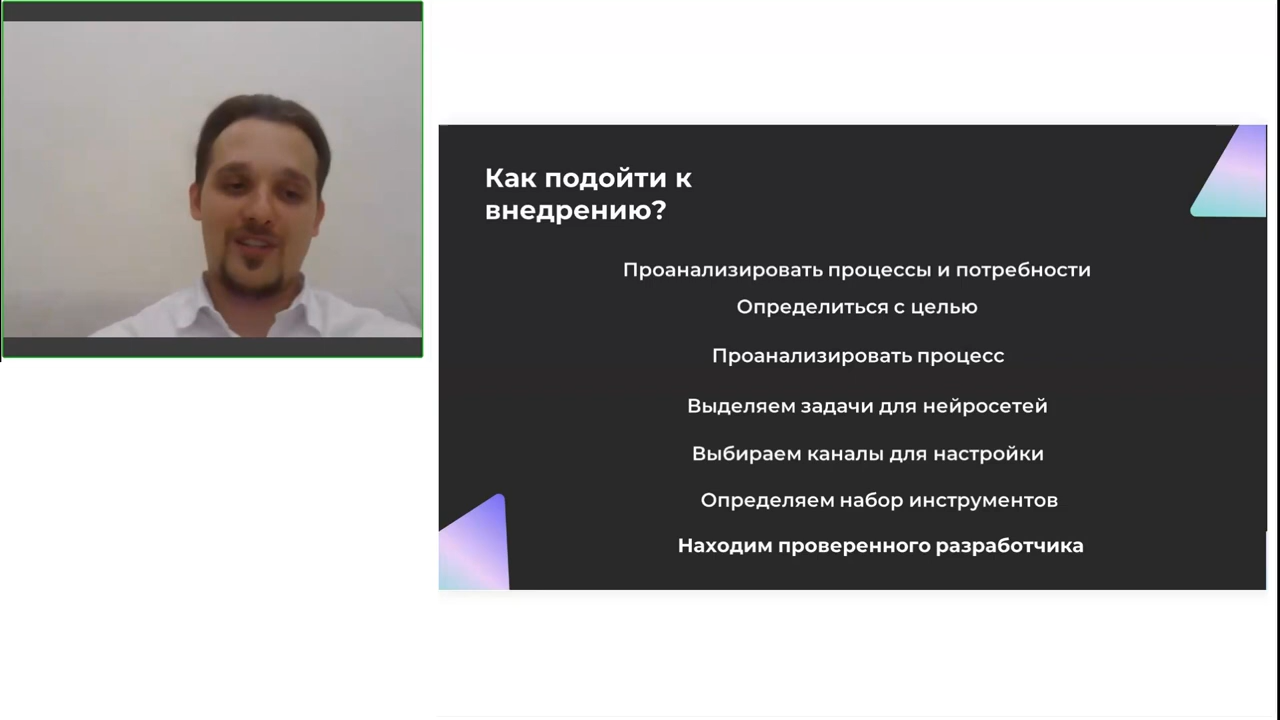 Как подойти к
внедрению?
Проанализировать процессы и потребности
Определиться с целью
Проанализировать процесс
Выделяем задачи для нейросетей
Выбираем каналы для настройки
Определяем набор инструментов
Находим проверенного разработчика